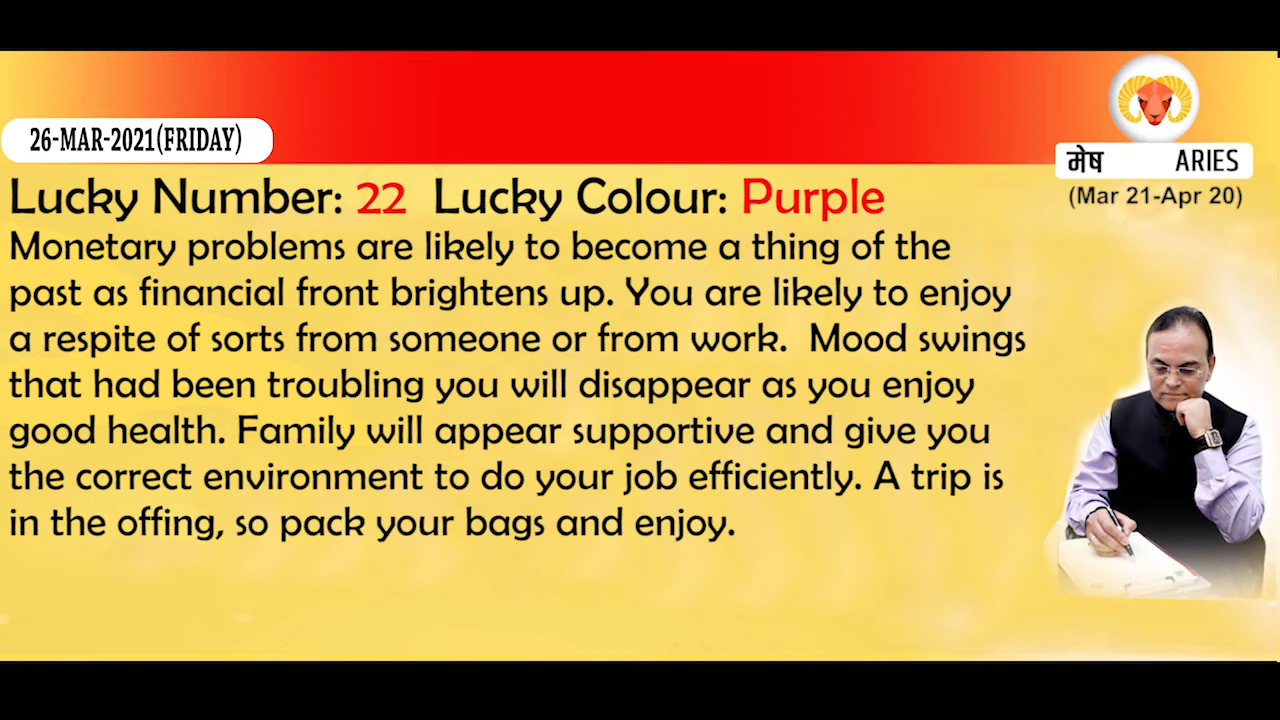 26-MAR-2021(FRIDAY)
मेष ARIES
(Mar 21-Apr 20)
Lucky Number: 22 Lucky Colour: Purple
Monetary problems are likely to become a thing of the
past as financial front brightens up. You are likely to enjoy
a respite of sorts from someone or from work. Mood swings
that had been troubling you will disappear as you enjoy
good health. Family will appear supportive and give you
the correct environment to do your job efficiently. A trip is
in the offing, so pack your bags and enjoy.